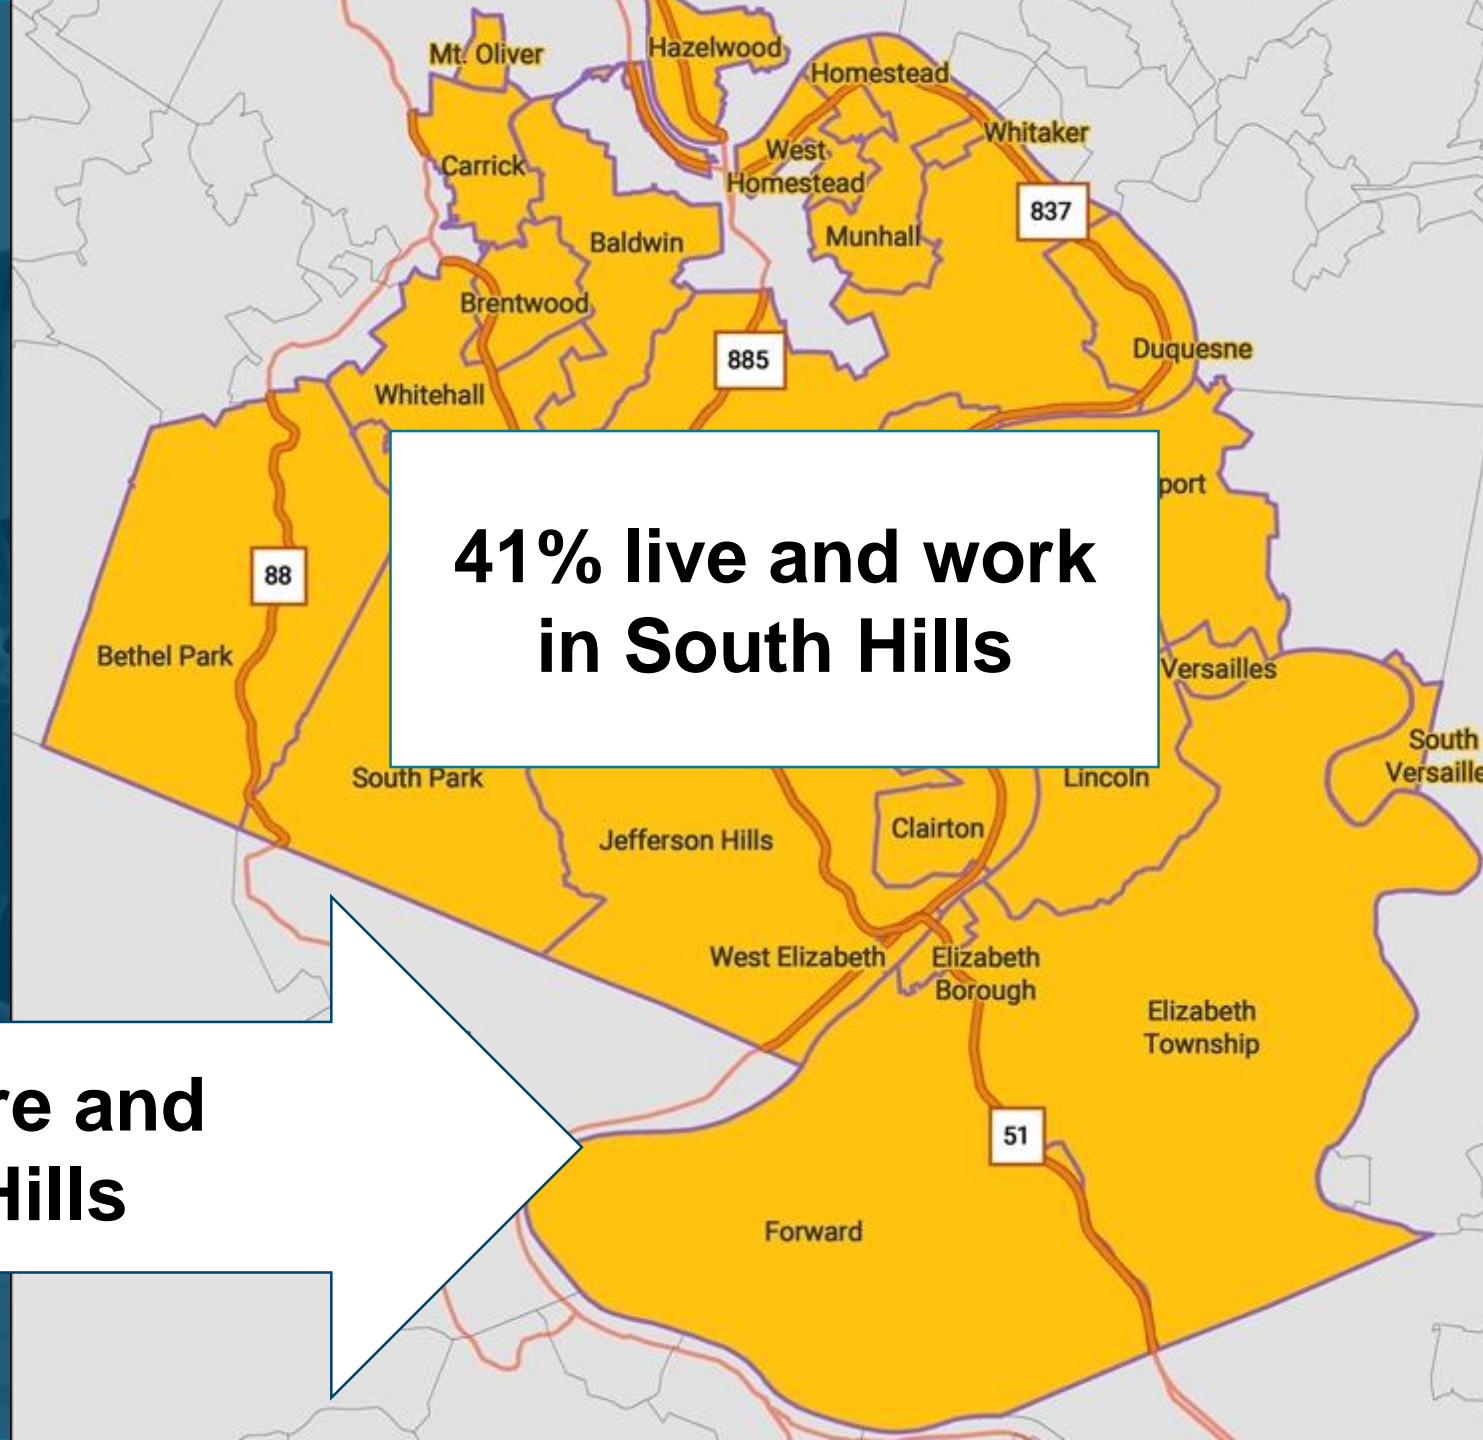 Mt. Oliver
Hazelwood
Homestead
Whitaker
Carrick
West
Homestead
837
Baldwin
Munhall
Brentwood
885
Duquesne
Whitehall
port
41% live and work
in South Hills
88
Bethel Park
Versailles
South
Versaille
South Park
Lincoln
Jefferson Hills
Clairton
West Elizabeth
Elizabeth
Borough
Elizabeth
Township
re and
Hills
51
Forward